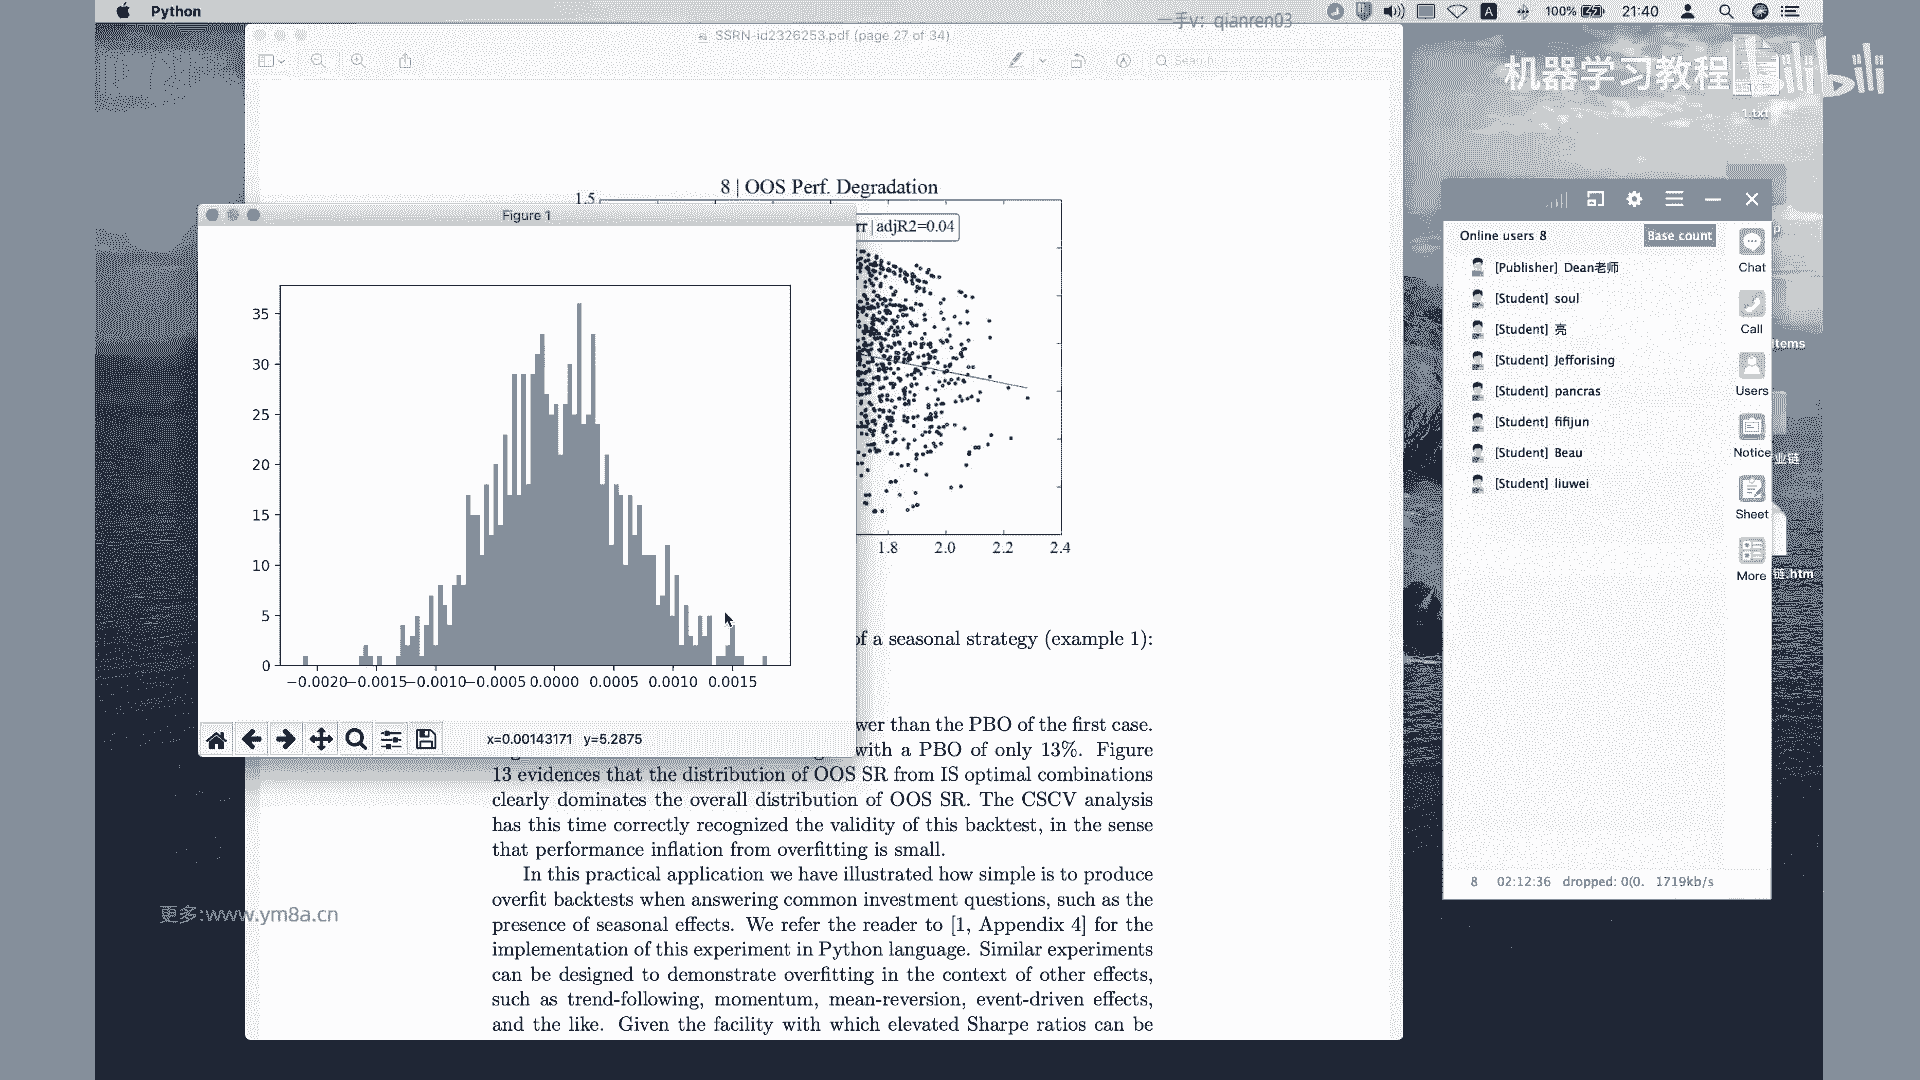 Python
一手v：qianren03
100%
A
21:40
SSRN-id2326253.pdf (page 27 of 34)
Search
机器学习教程
bilibili
1.txt
8 | OOS Perf. Degradation
1.5
rr | adjR2=0.04
1.8
2.0
2.2
2.4
Figure 1
35
30
25
20
15
10
5
0
−0.0020
−0.0015
−0.0010
−0.0005
0.0000
0.0005
0.0010
0.0015
x=0.00143171 y=5.2875
of a seasonal strategy (example 1):
wer than the PBO of the first case.
with a PBO of only 13%. Figure
13 evidences that the distribution of OOS SR from IS optimal combinations
clearly dominates the overall distribution of OOS SR. The CSCV analysis
has this time correctly recognized the validity of this backtest, in the sense
that performance inflation from overfitting is small.
In this practical application we have illustrated how simple is to produce
overfit backtests when answering common investment questions, such as the
presence of seasonal effects. We refer the reader to [1, Appendix 4] for the
implementation of this experiment in Python language. Similar experiments
can be designed to demonstrate overfitting in the context of other effects,
such as trend-following, momentum, mean-reversion, event-driven effects,
and the like. Given the facility with which elevated Sharpe ratios can be
Online users 8
Base count
[Publisher] Dean老师
[Student] soul
[Student] 亮
[Student] Jefforising
[Student] pancras
[Student] fifijun
[Student] Beau
[Student] liuwei
Chat
Call
Users
Notice
Sheet
More
items
业链
链.htm
8 02:12:36 dropped: 0(0. 1719kb/s
更多:www.ym8a.cn